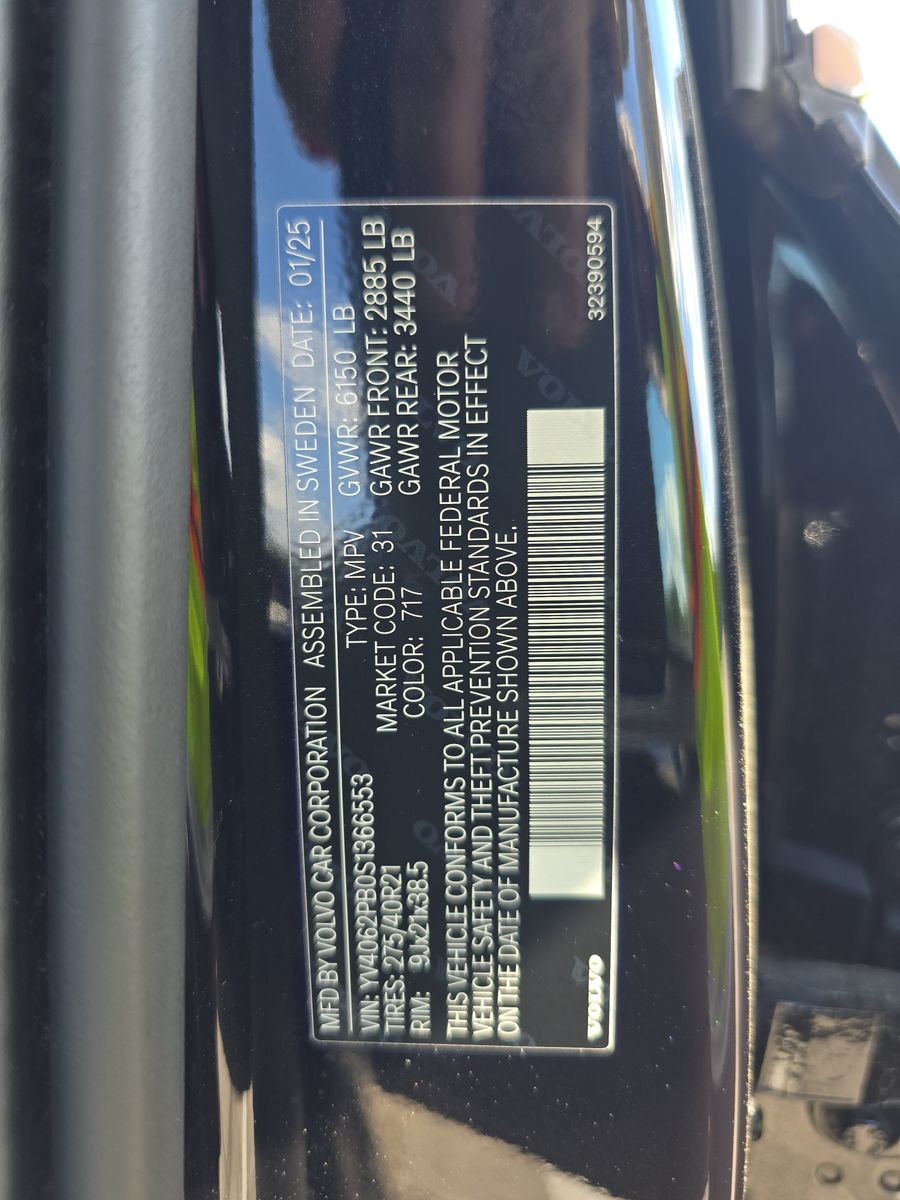 MFD BY VOLVO CAR CORPORATION ASSEMBLED IN SWEDEN DATE: 01/25
VIN: YV4062PB0S1366553 TYPE: MPV GVWR: 6150 LB
TIRES: 275/40R21 MARKET CODE: 31 GAWR FRONT: 2885 LB
RIM: 9Jx21x38.5 COLOR: 717 GAWR REAR: 3440 LB
THIS VEHICLE CONFORMS TO ALL APPLICABLE FEDERAL MOTOR
VEHICLE SAFETY AND THEFT PREVENTION STANDARDS IN EFFECT
ON THE DATE OF MANUFACTURE SHOWN ABOVE.
VOLVO 32390594